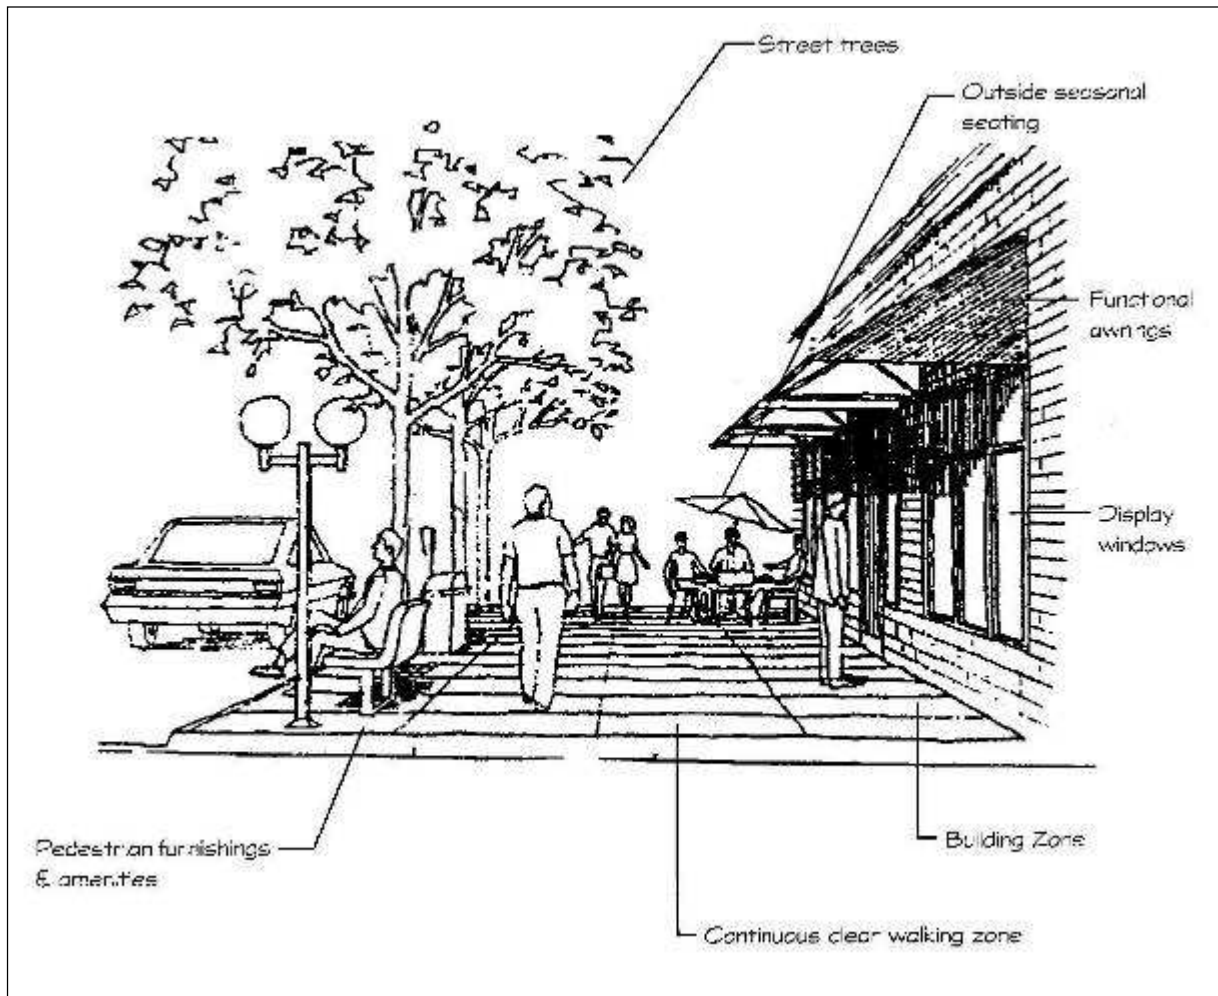 Street trees
Outside seasonal
seating
Functional
awnings
Display
windows
Building Zone
Pedestrian furnishings
& amenities
Continuous clear walking zone